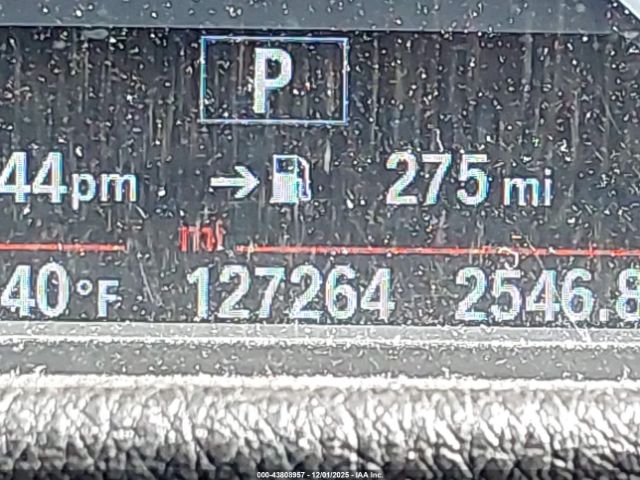 P
44pm → 275 mi
mi
40°F 127264 2546.8
000-43808957 - 12/01/2025 - IAA Inc.